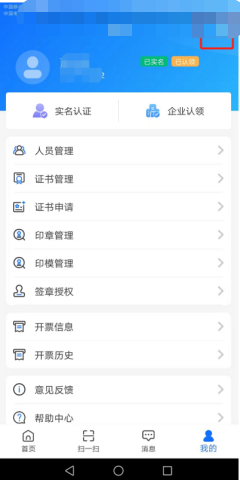 已实名 已认领
实名认证 企业认领
人员管理
证书管理
证书申请
印章管理
印模管理
签章授权
开票信息
开票历史
意见反馈
帮助中心
首页 扫一扫 消息 我的